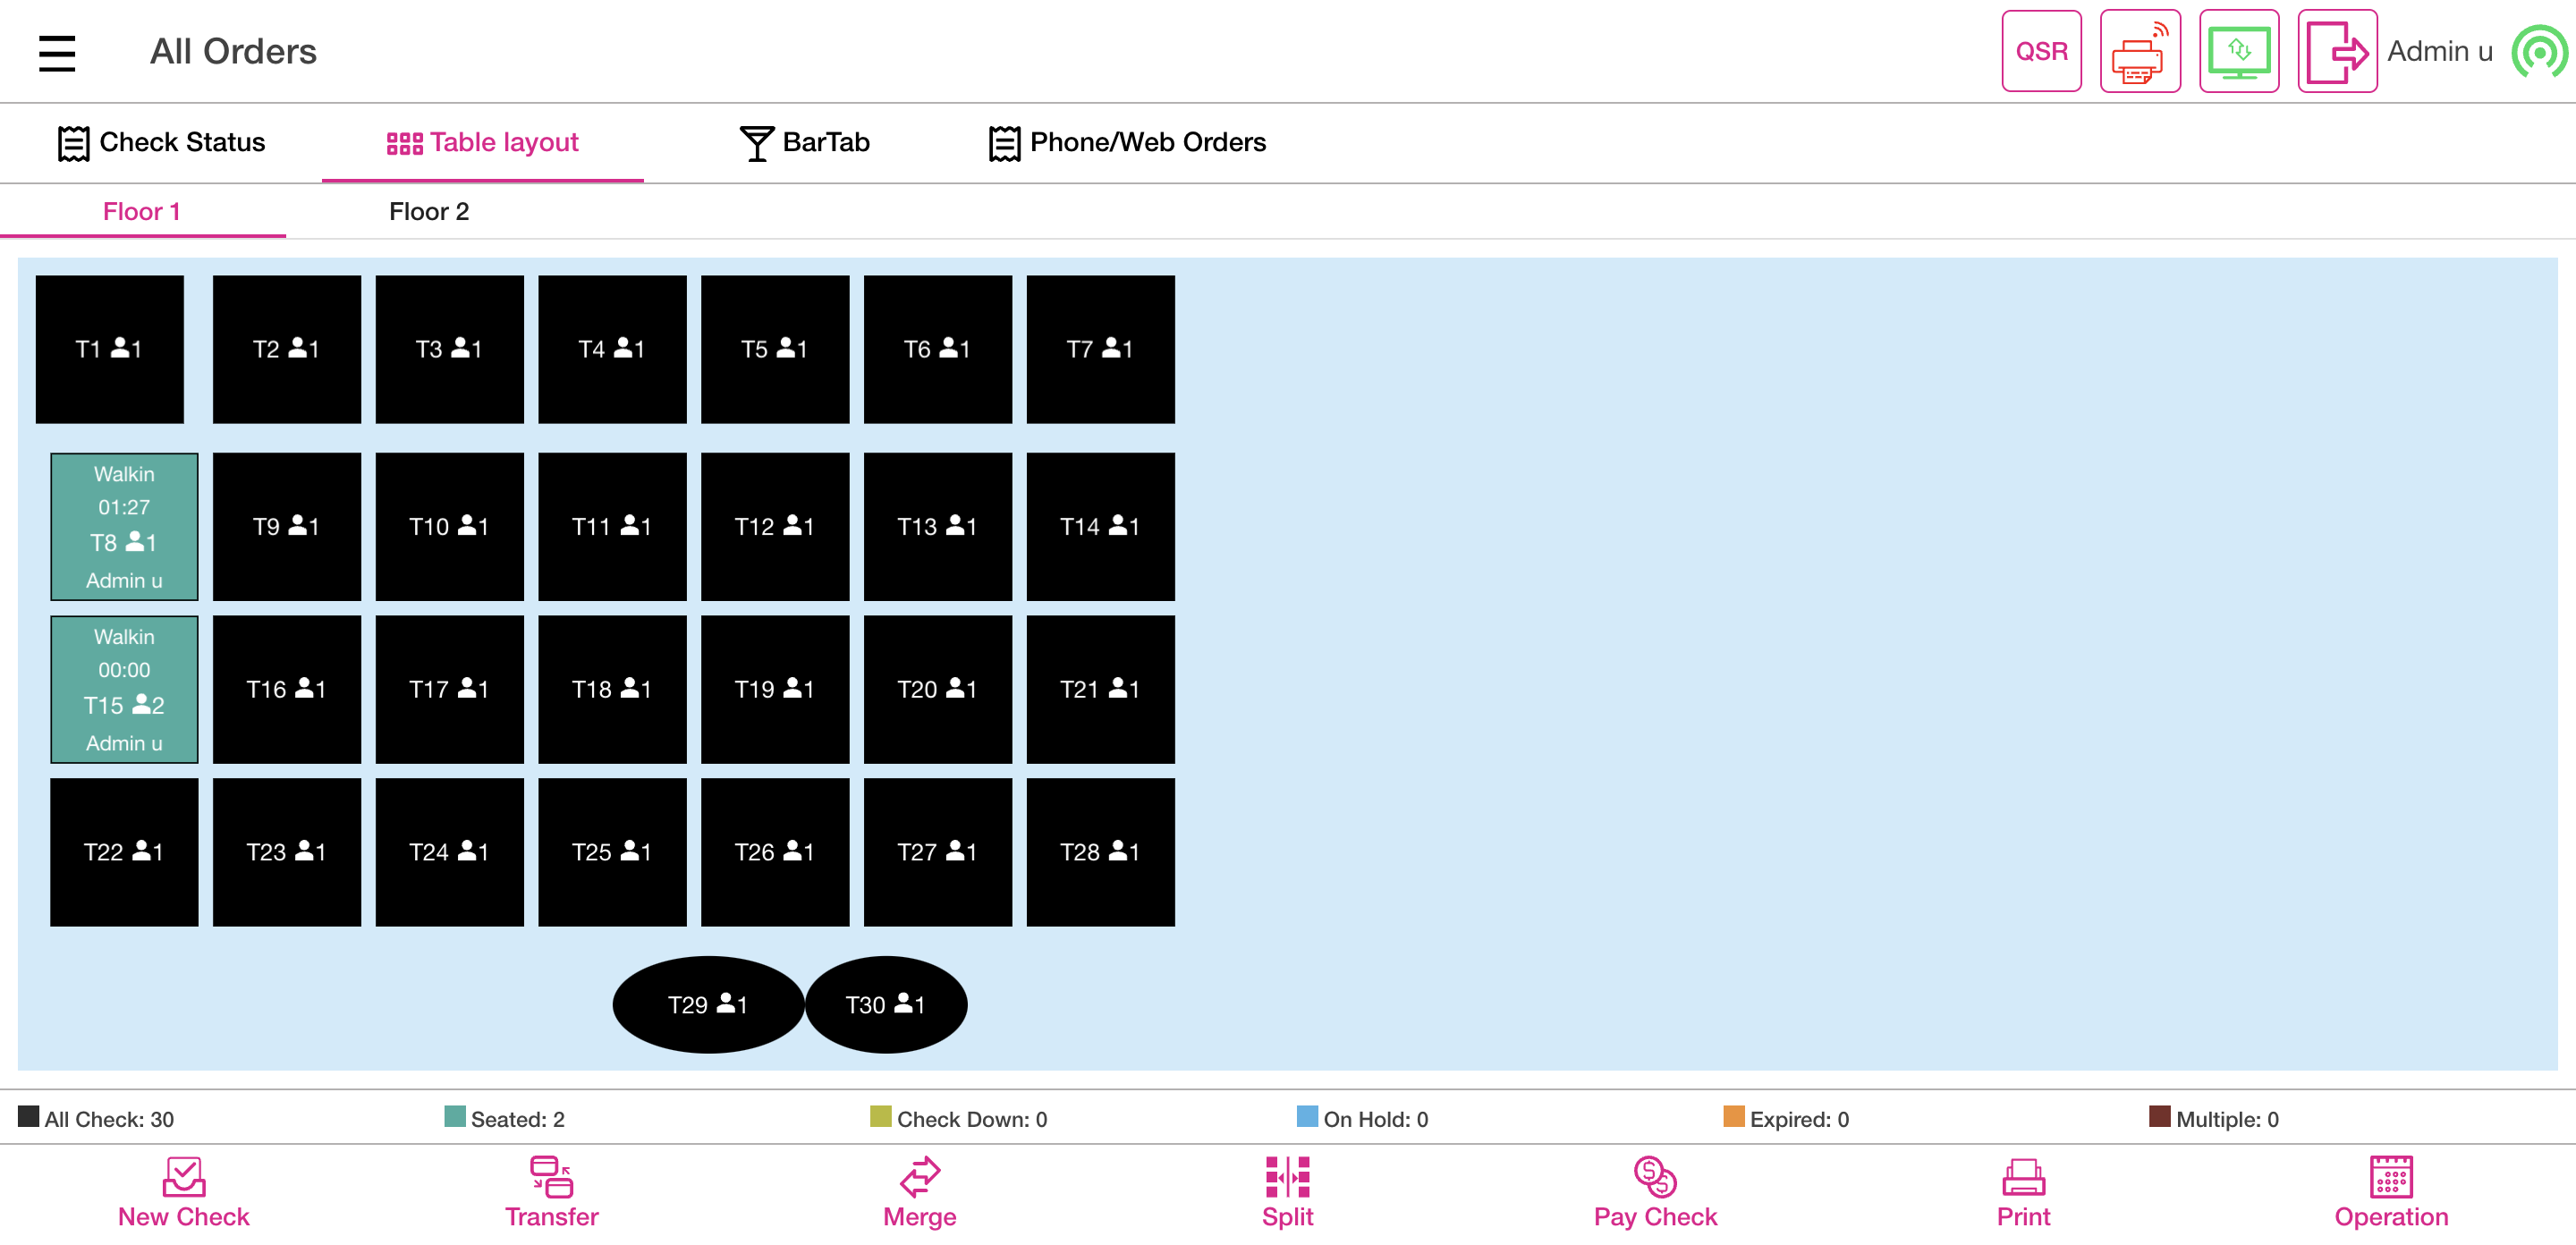 All Orders
QSR
Admin u
Check Status
Table layout
BarTab
Phone/Web Orders
Floor 1
Floor 2
T1 1
T2 1
T3 1
T4 1
T5 1
T6 1
T7 1
Walkin
01:27
T8 1
Admin u
T9 1
T10 1
T11 1
T12 1
T13 1
T14 1
Walkin
00:00
T15 2
Admin u
T16 1
T17 1
T18 1
T19 1
T20 1
T21 1
T22 1
T23 1
T24 1
T25 1
T26 1
T27 1
T28 1
T29 1
T30 1
All Check: 30
Seated: 2
Check Down: 0
On Hold: 0
Expired: 0
Multiple: 0
New Check
Transfer
Merge
Split
Pay Check
Print
Operation